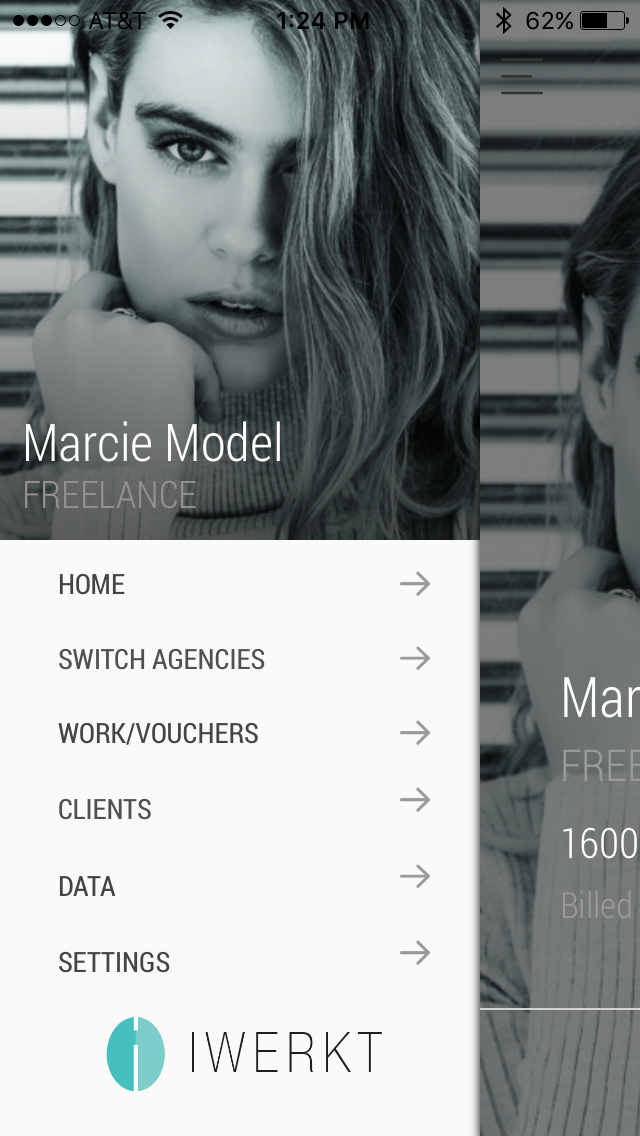 AT&T 1:24 PM 62%
Marcie Model
FREELANCE
HOME
SWITCH AGENCIES
WORK/VOUCHERS
CLIENTS
DATA
SETTINGS
IWERKT
Mar
FREE
1600
Billed